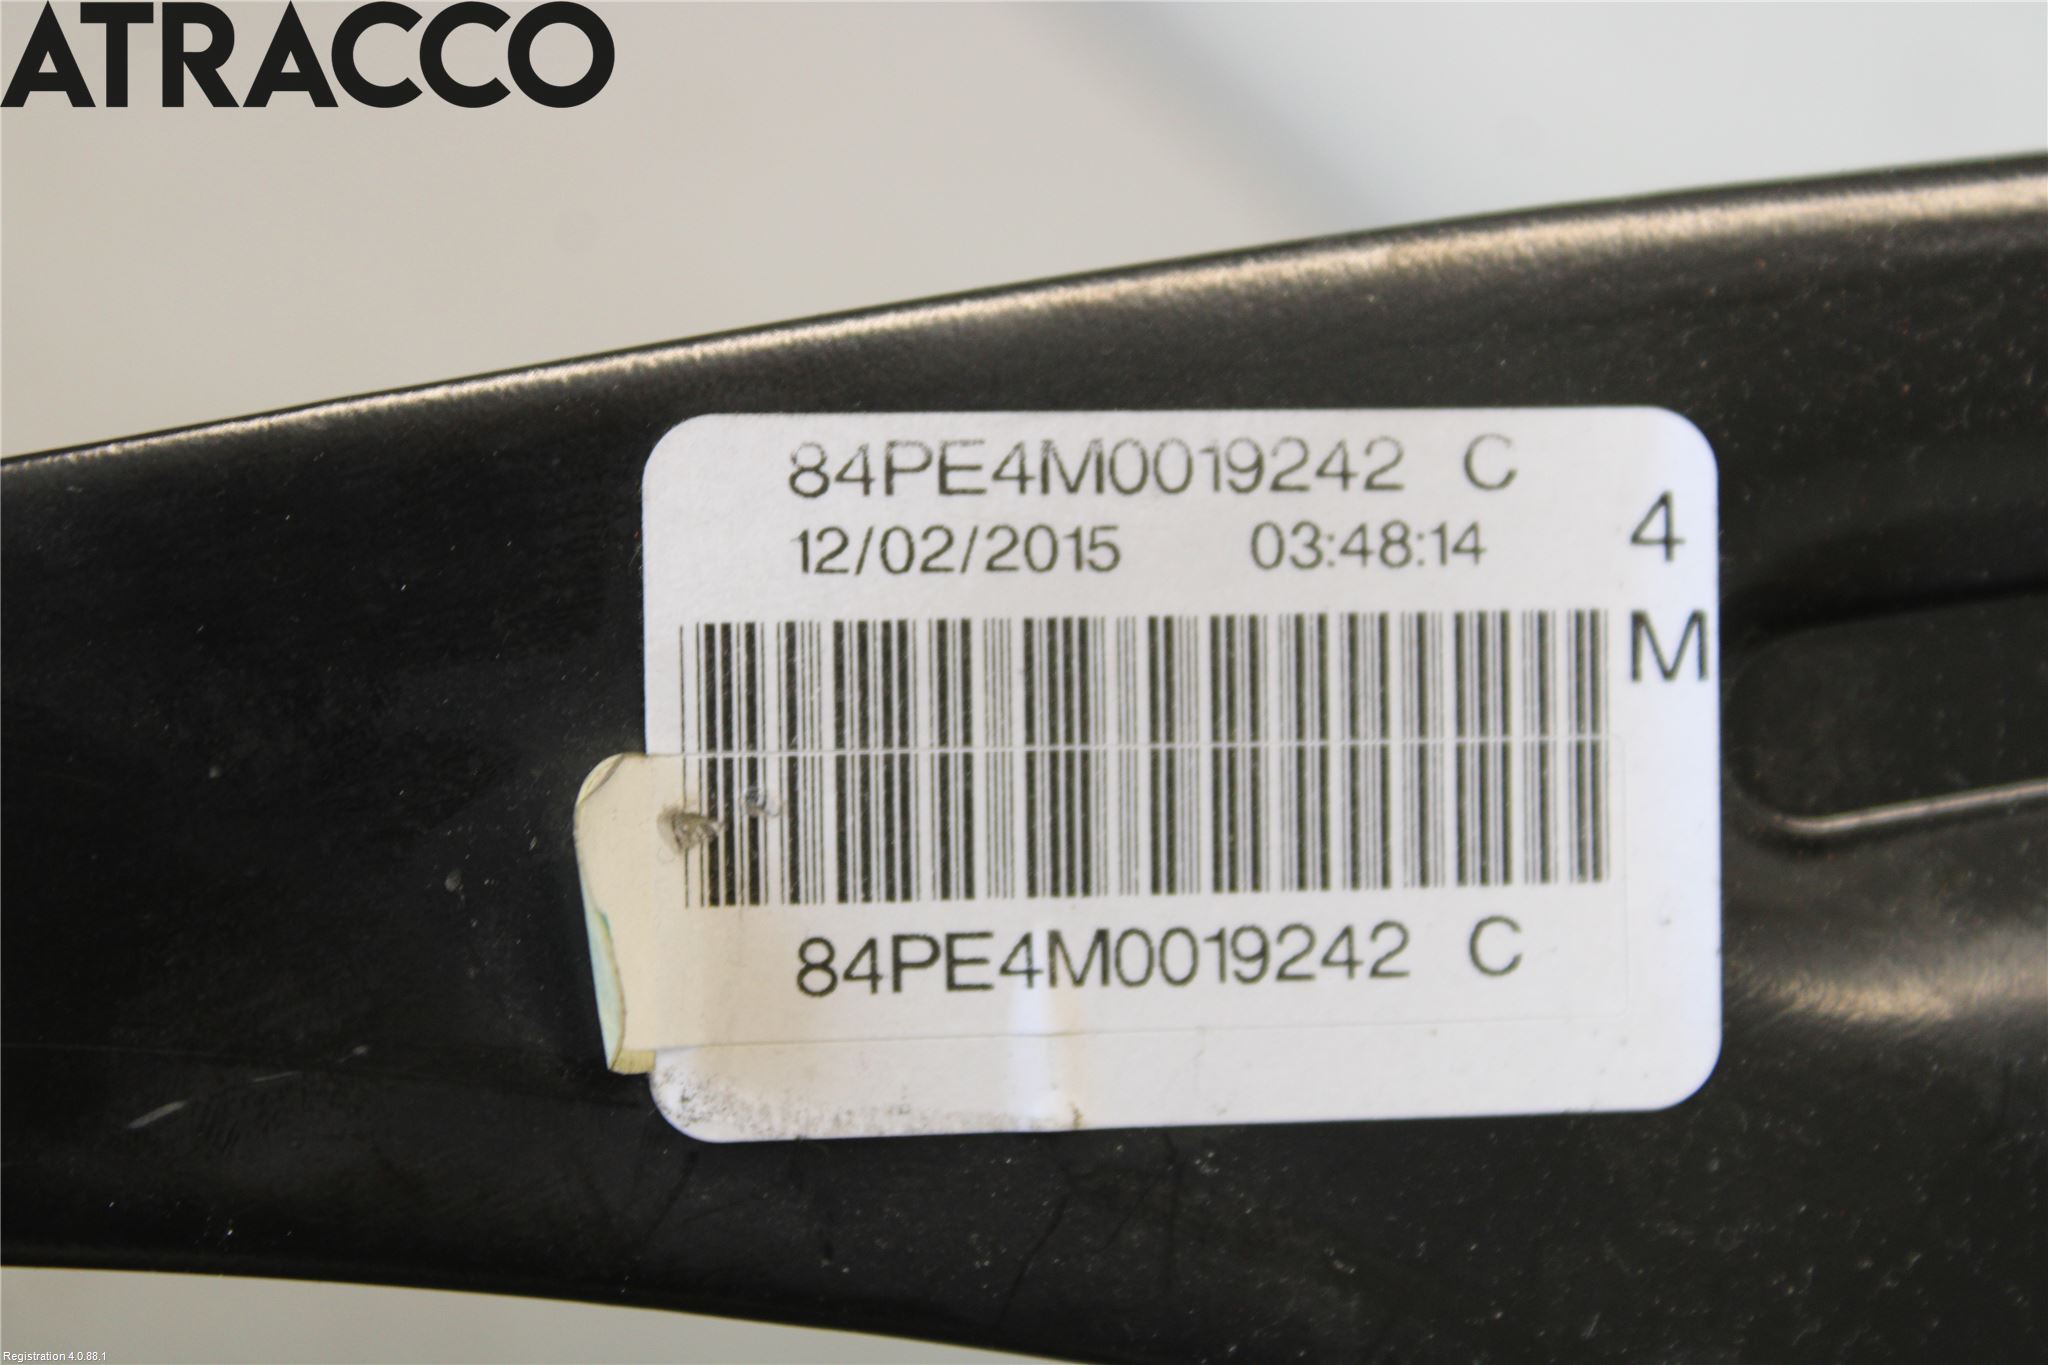 ATRACCO
84PE4M0019242 C
12/02/2015 03:48:14
4
M
84PE4M0019242 C
Registration 4.0.88.1